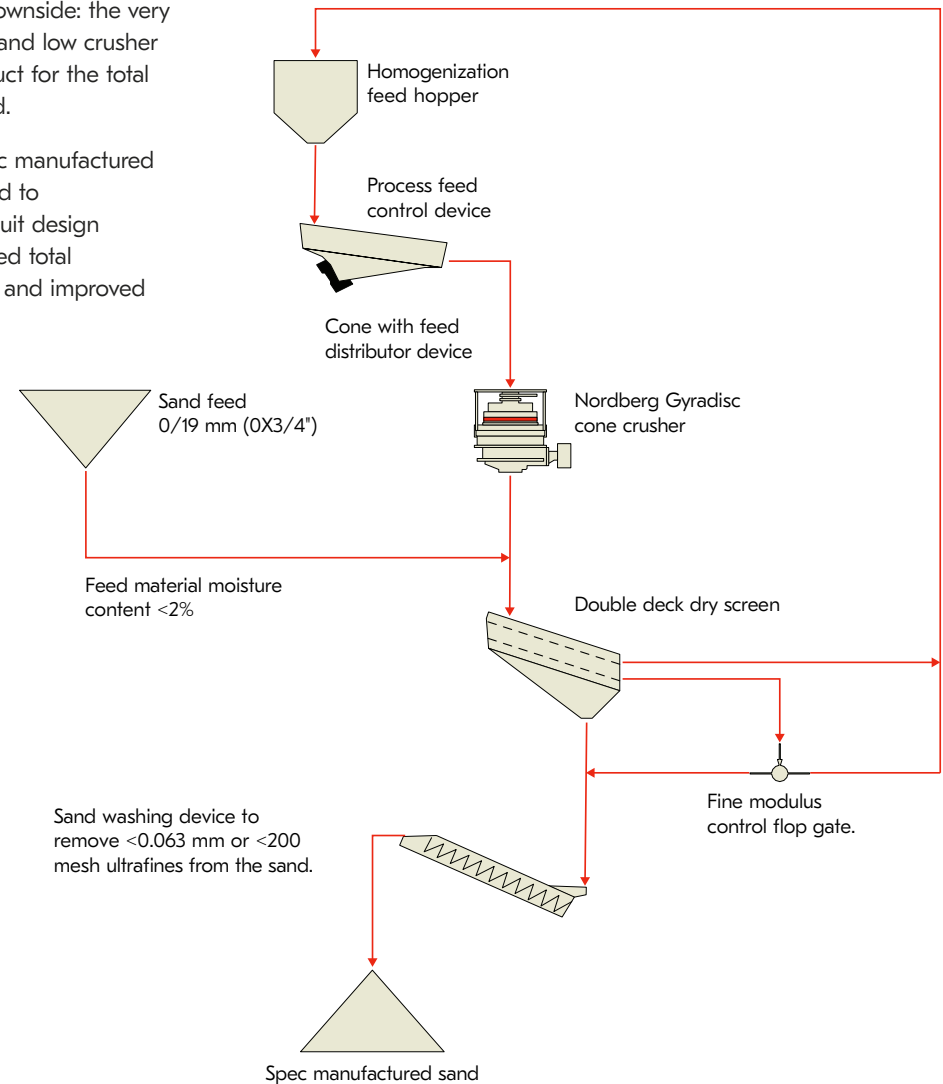 ownside: the very
and low crusher
uct for the total
d.
c manufactured
d to
uit design
ed total
and improved
Homogenization
feed hopper
Process feed
control device
Cone with feed
distributor device
Sand feed
0/19 mm (0X3/4")
Nordberg Gyradisc
cone crusher
Feed material moisture
content <2%
Double deck dry screen
Fine modulus
control flop gate.
Sand washing device to
remove <0.063 mm or <200
mesh ultrafines from the sand.
Spec manufactured sand